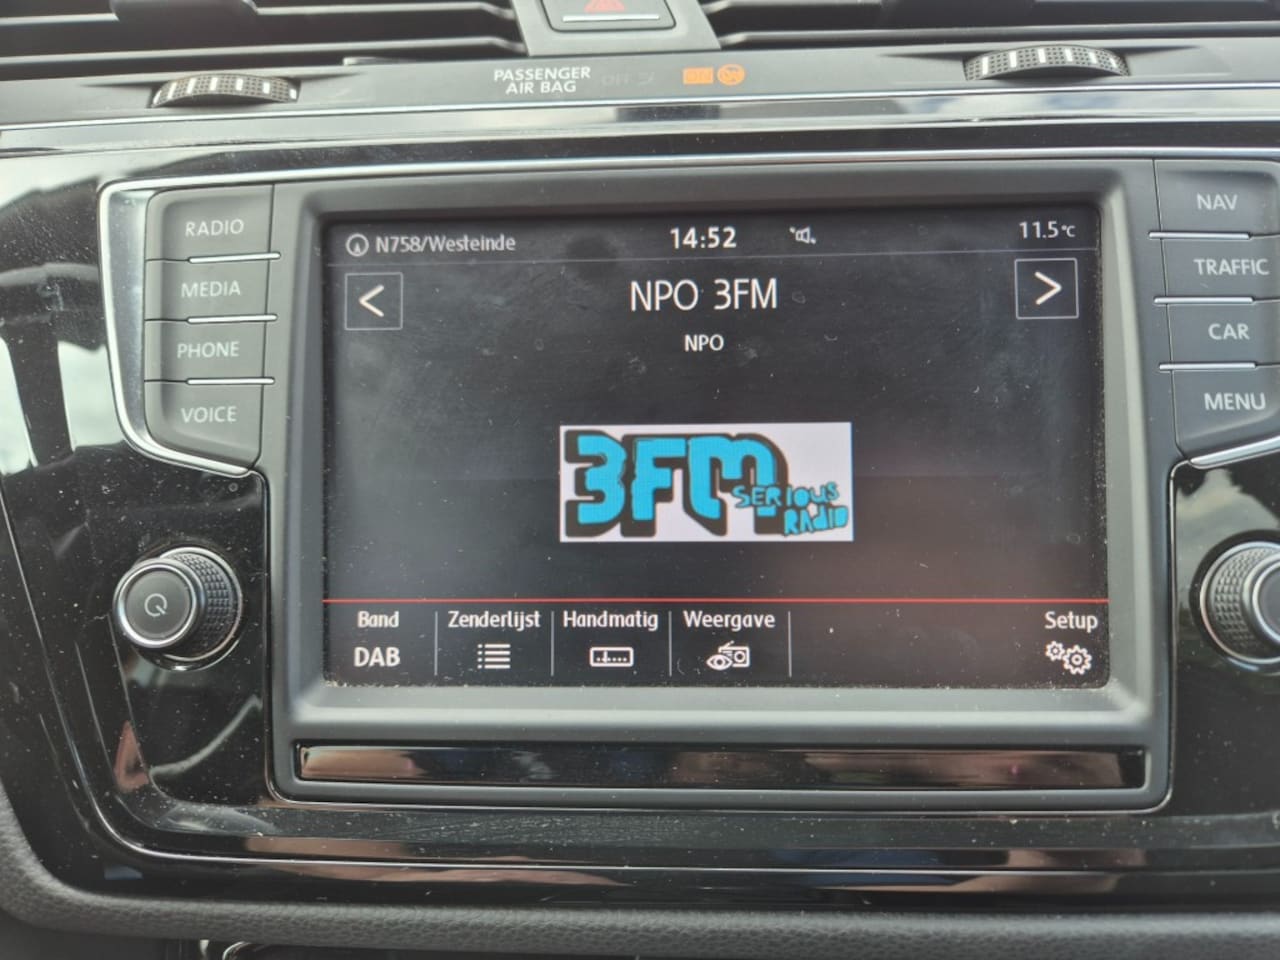 PASSENGER
AIR BAG
ON
RADIO
MEDIA
PHONE
VOICE
N758/Westeinde
14:52
11.5°C
<
NPO 3FM
>
NPO
3FM
SERIOUS
RADIO
Band
DAB
Zenderlijst
Handmatig
Weergave
Setup
NAV
TRAFFIC
CAR
MENU